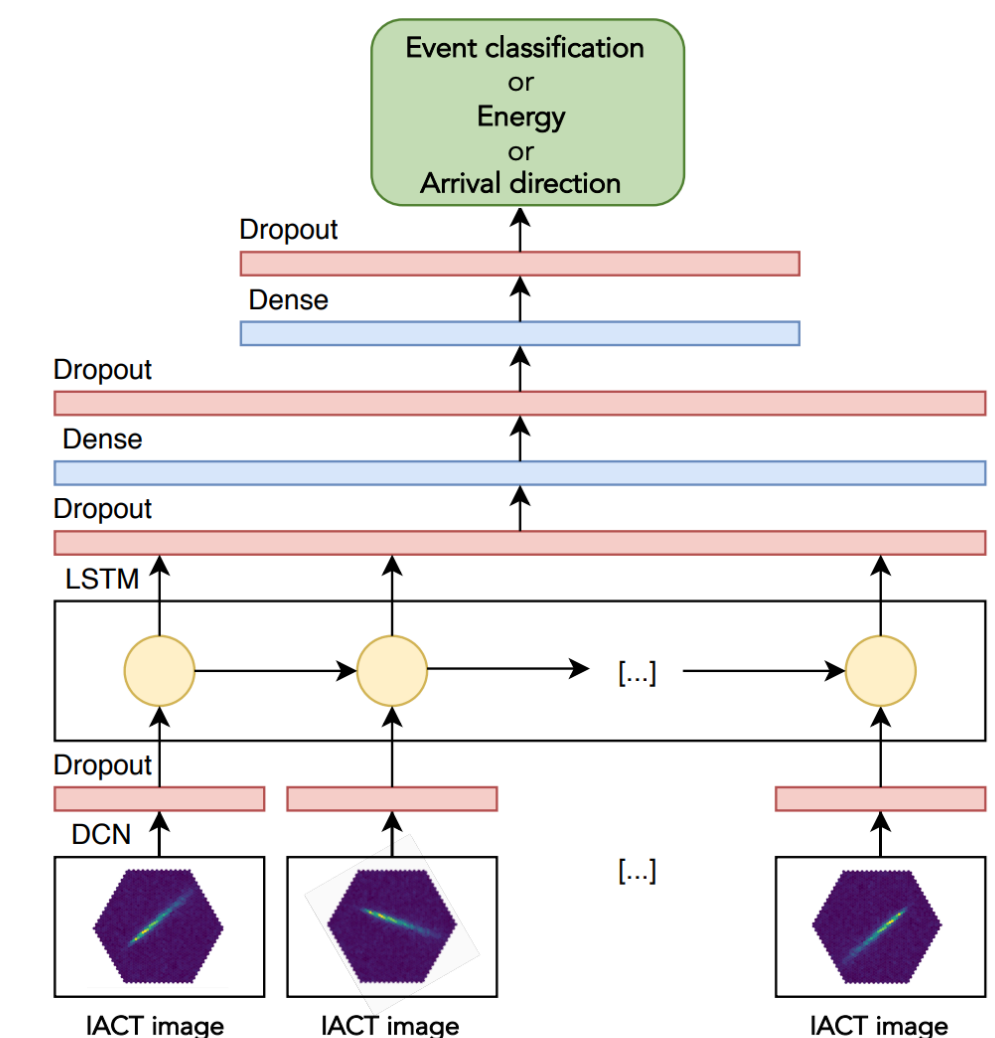 Event classification
or
Energy
or
Arrival direction
Dropout
Dense
Dropout
Dense
Dropout
LSTM
[...]
Dropout
DCN
[...]
IACT image
IACT image
IACT image